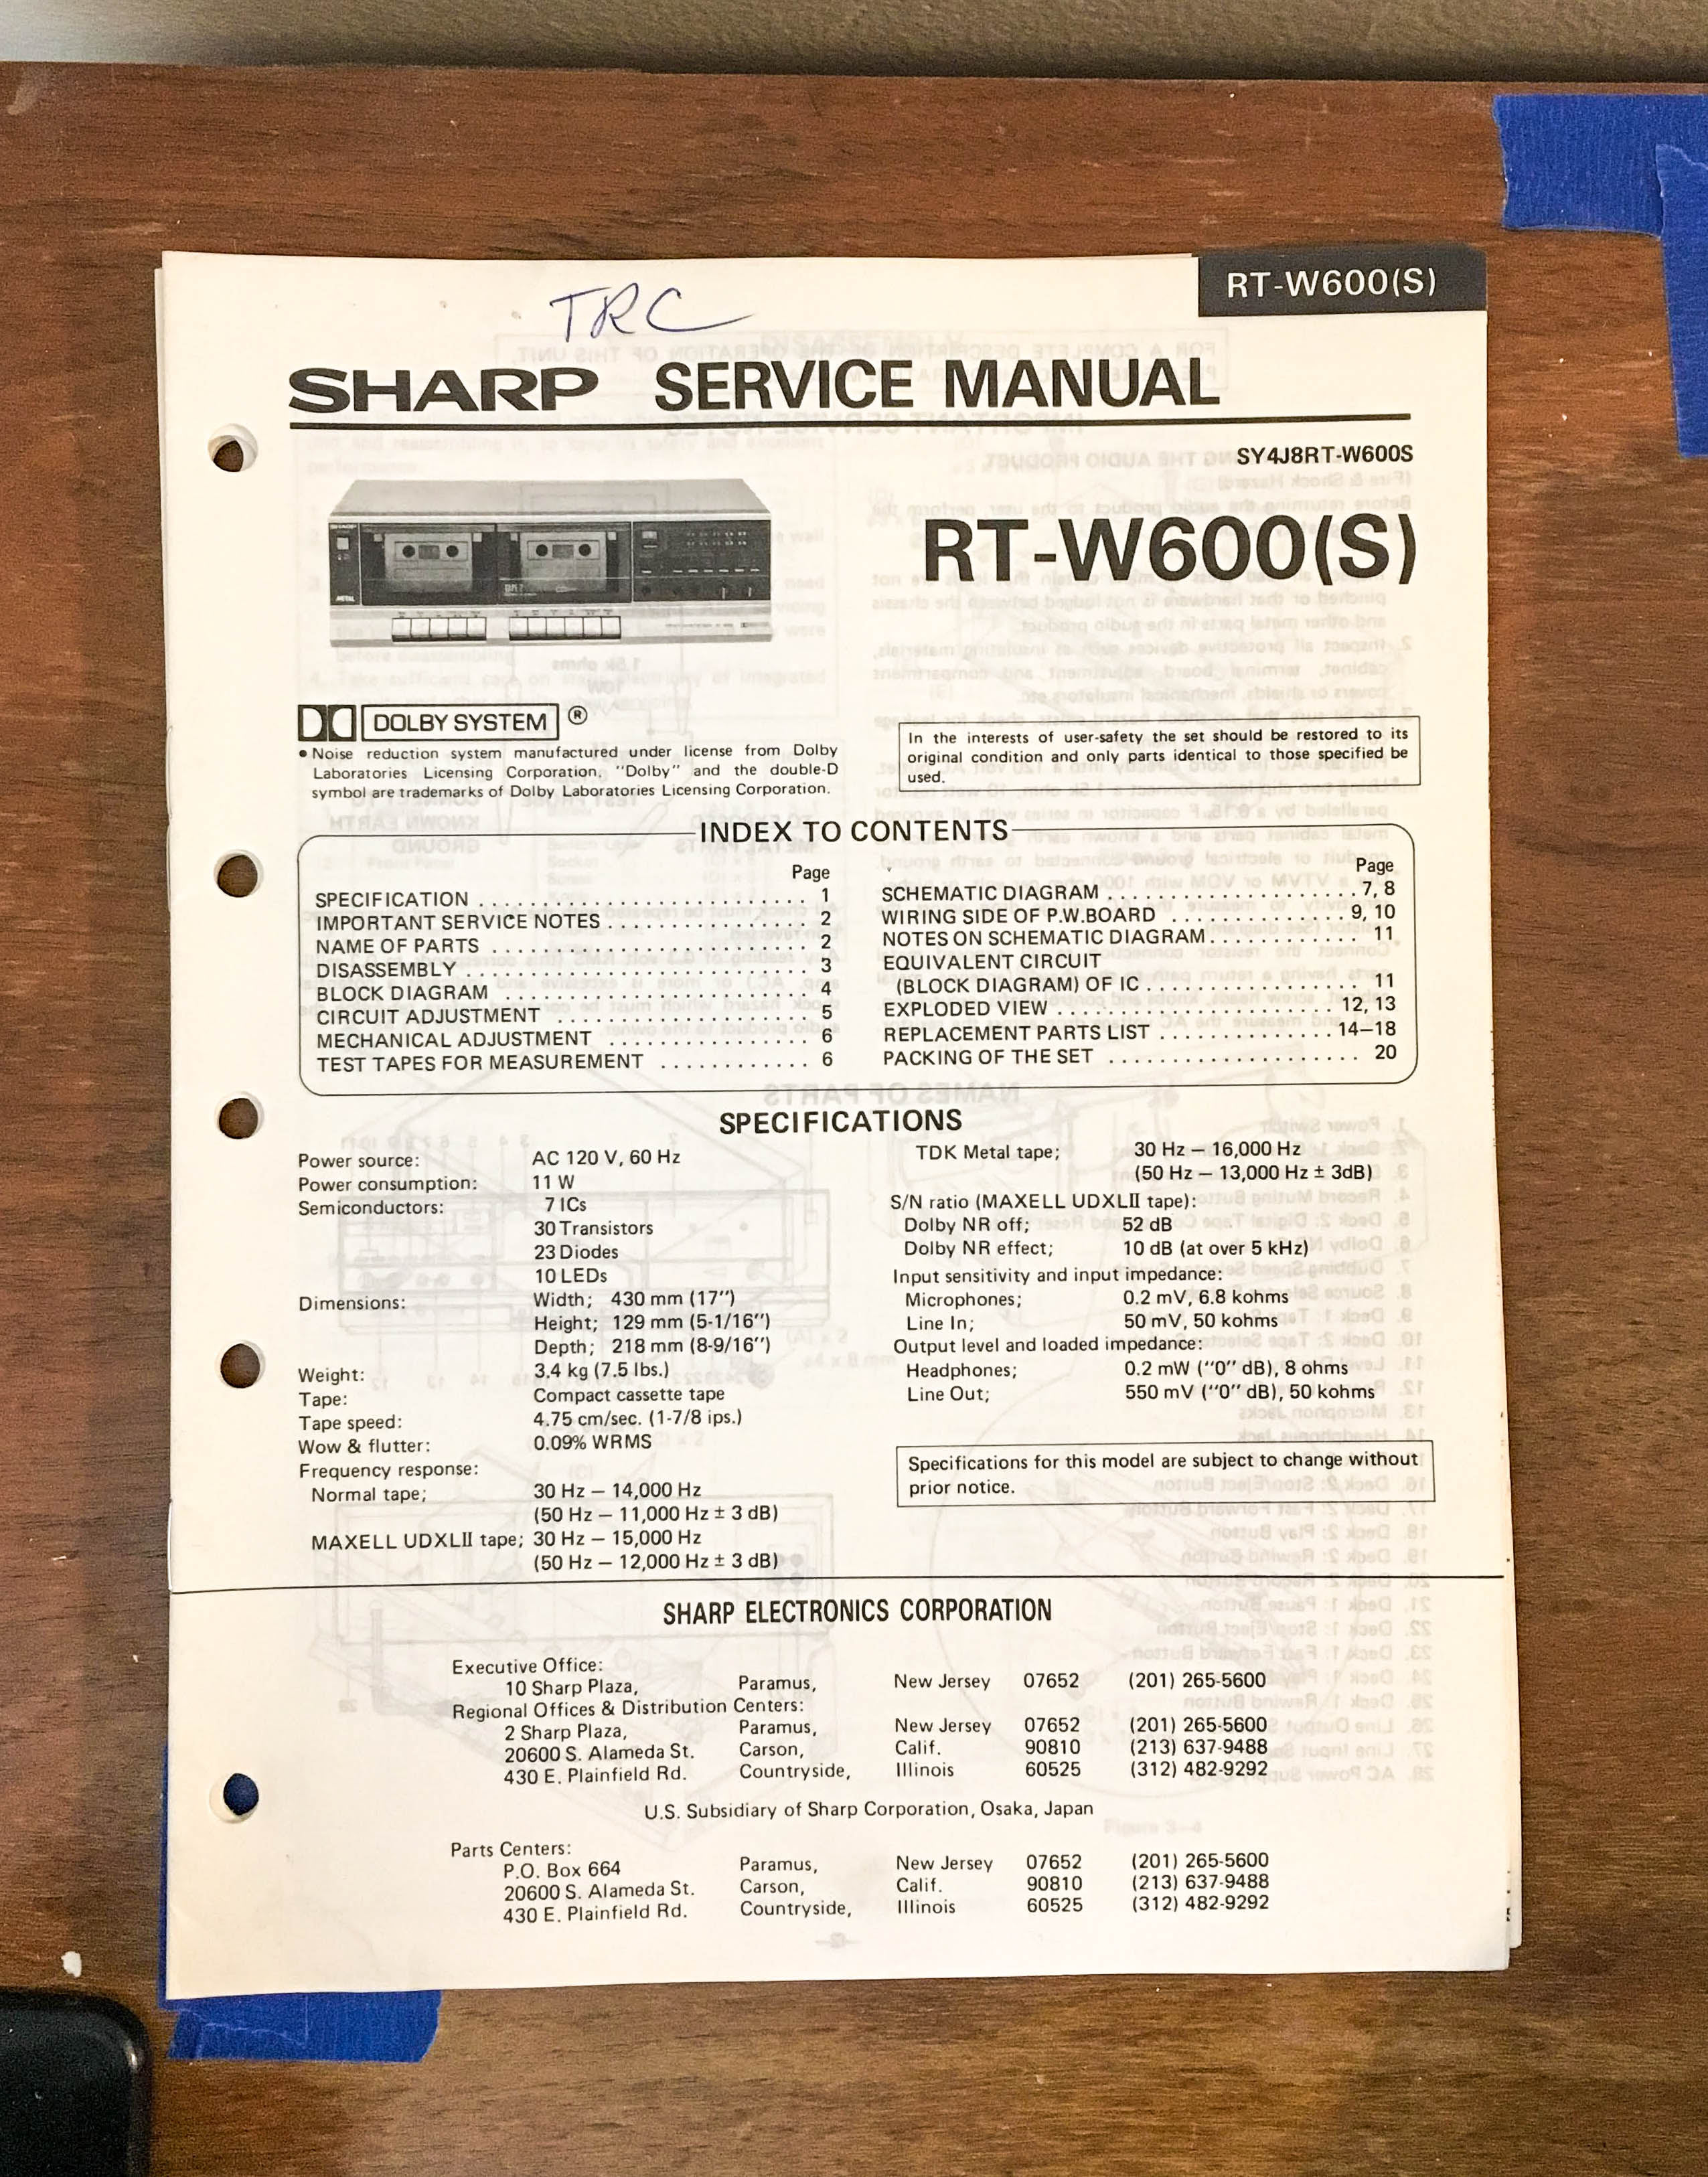 RT-W600(S)
TRC
SHARP SERVICE MANUAL
SY4J8RT-W600S
RT-W600(S)
SHARP
METAL
DOLBY SYSTEM ®
• Noise reduction system manufactured under license from Dolby
Laboratories Licensing Corporation. "Dolby" and the double-D
symbol are trademarks of Dolby Laboratories Licensing Corporation.
In the interests of user-safety the set should be restored to its
original condition and only parts identical to those specified be
used.
INDEX TO CONTENTS
Page
SPECIFICATION . . . . . . . . . . . . . . . . . . . . . . . . . . 1
IMPORTANT SERVICE NOTES . . . . . . . . . . . . . . . . . 2
NAME OF PARTS . . . . . . . . . . . . . . . . . . . . . . . . . 2
DISASSEMBLY . . . . . . . . . . . . . . . . . . . . . . . . . . . 3
BLOCK DIAGRAM . . . . . . . . . . . . . . . . . . . . . . . . 4
CIRCUIT ADJUSTMENT . . . . . . . . . . . . . . . . . . . . 5
MECHANICAL ADJUSTMENT . . . . . . . . . . . . . . . . 6
TEST TAPES FOR MEASUREMENT . . . . . . . . . . . . 6
Page
SCHEMATIC DIAGRAM . . . . . . . . . . . . . . . . . . . 7, 8
WIRING SIDE OF P.W.BOARD . . . . . . . . . . . . . 9, 10
NOTES ON SCHEMATIC DIAGRAM . . . . . . . . . . . . 11
EQUIVALENT CIRCUIT
(BLOCK DIAGRAM) OF IC . . . . . . . . . . . . . . . . . 11
EXPLODED VIEW . . . . . . . . . . . . . . . . . . . . . . 12, 13
REPLACEMENT PARTS LIST . . . . . . . . . . . . . 14–18
PACKING OF THE SET . . . . . . . . . . . . . . . . . . . . 20
SPECIFICATIONS
Power source: AC 120 V, 60 Hz
Power consumption: 11 W
Semiconductors: 7 ICs
30 Transistors
23 Diodes
10 LEDs
Dimensions: Width; 430 mm (17")
Height; 129 mm (5-1/16")
Depth; 218 mm (8-9/16")
Weight: 3.4 kg (7.5 lbs.)
Tape: Compact cassette tape
Tape speed: 4.75 cm/sec. (1-7/8 ips.)
Wow & flutter: 0.09% WRMS
Frequency response:
Normal tape; 30 Hz – 14,000 Hz
(50 Hz – 11,000 Hz ± 3 dB)
MAXELL UDXLII tape; 30 Hz – 15,000 Hz
(50 Hz – 12,000 Hz ± 3 dB)
TDK Metal tape; 30 Hz – 16,000 Hz
(50 Hz – 13,000 Hz ± 3dB)
S/N ratio (MAXELL UDXLII tape):
Dolby NR off; 52 dB
Dolby NR effect; 10 dB (at over 5 kHz)
Input sensitivity and input impedance:
Microphones; 0.2 mV, 6.8 kohms
Line In; 50 mV, 50 kohms
Output level and loaded impedance:
Headphones; 0.2 mW ("0" dB), 8 ohms
Line Out; 550 mV ("0" dB), 50 kohms
Specifications for this model are subject to change without
prior notice.
SHARP ELECTRONICS CORPORATION
Executive Office:
10 Sharp Plaza, Paramus, New Jersey 07652 (201) 265-5600
Regional Offices & Distribution Centers:
2 Sharp Plaza, Paramus, New Jersey 07652 (201) 265-5600
20600 S. Alameda St. Carson, Calif. 90810 (213) 637-9488
430 E. Plainfield Rd. Countryside, Illinois 60525 (312) 482-9292
U.S. Subsidiary of Sharp Corporation, Osaka, Japan
Parts Centers:
P.O. Box 664 Paramus, New Jersey 07652 (201) 265-5600
20600 S. Alameda St. Carson, Calif. 90810 (213) 637-9488
430 E. Plainfield Rd. Countryside, Illinois 60525 (312) 482-9292